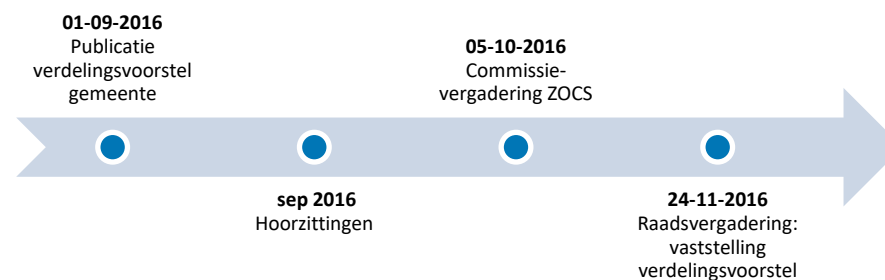 01-09-2016
Publicatie
verdelingsvoorstel
gemeente
sep 2016
Hoorzittingen
05-10-2016
Commissie-
vergadering ZOCS
24-11-2016
Raadsvergadering:
vaststelling
verdelingsvoorstel